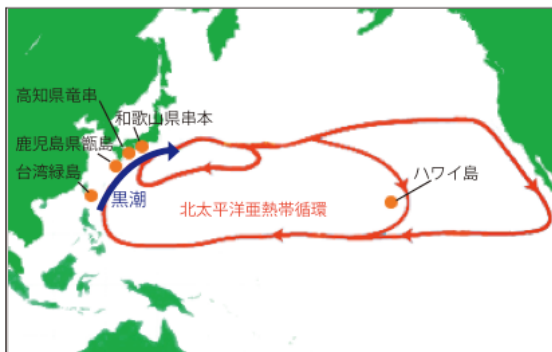 高知県竜串
和歌山県串本
鹿児島県甑島
台湾緑島
黒潮
北太平洋亜熱帯循環
ハワイ島